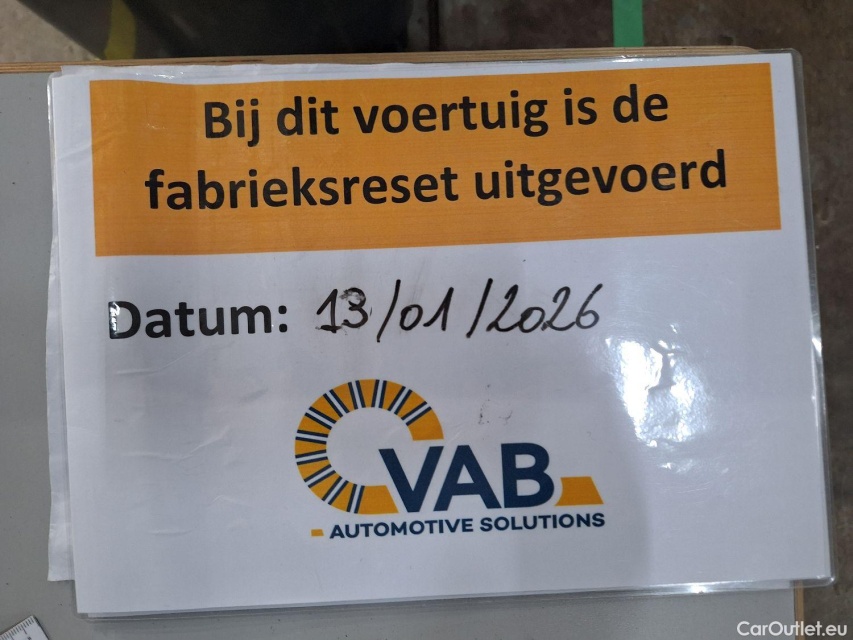 Bij dit voertuig is de
fabrieksreset uitgevoerd
Datum: 13/01/2026
VAB
AUTOMOTIVE SOLUTIONS
CarOutlet.eu